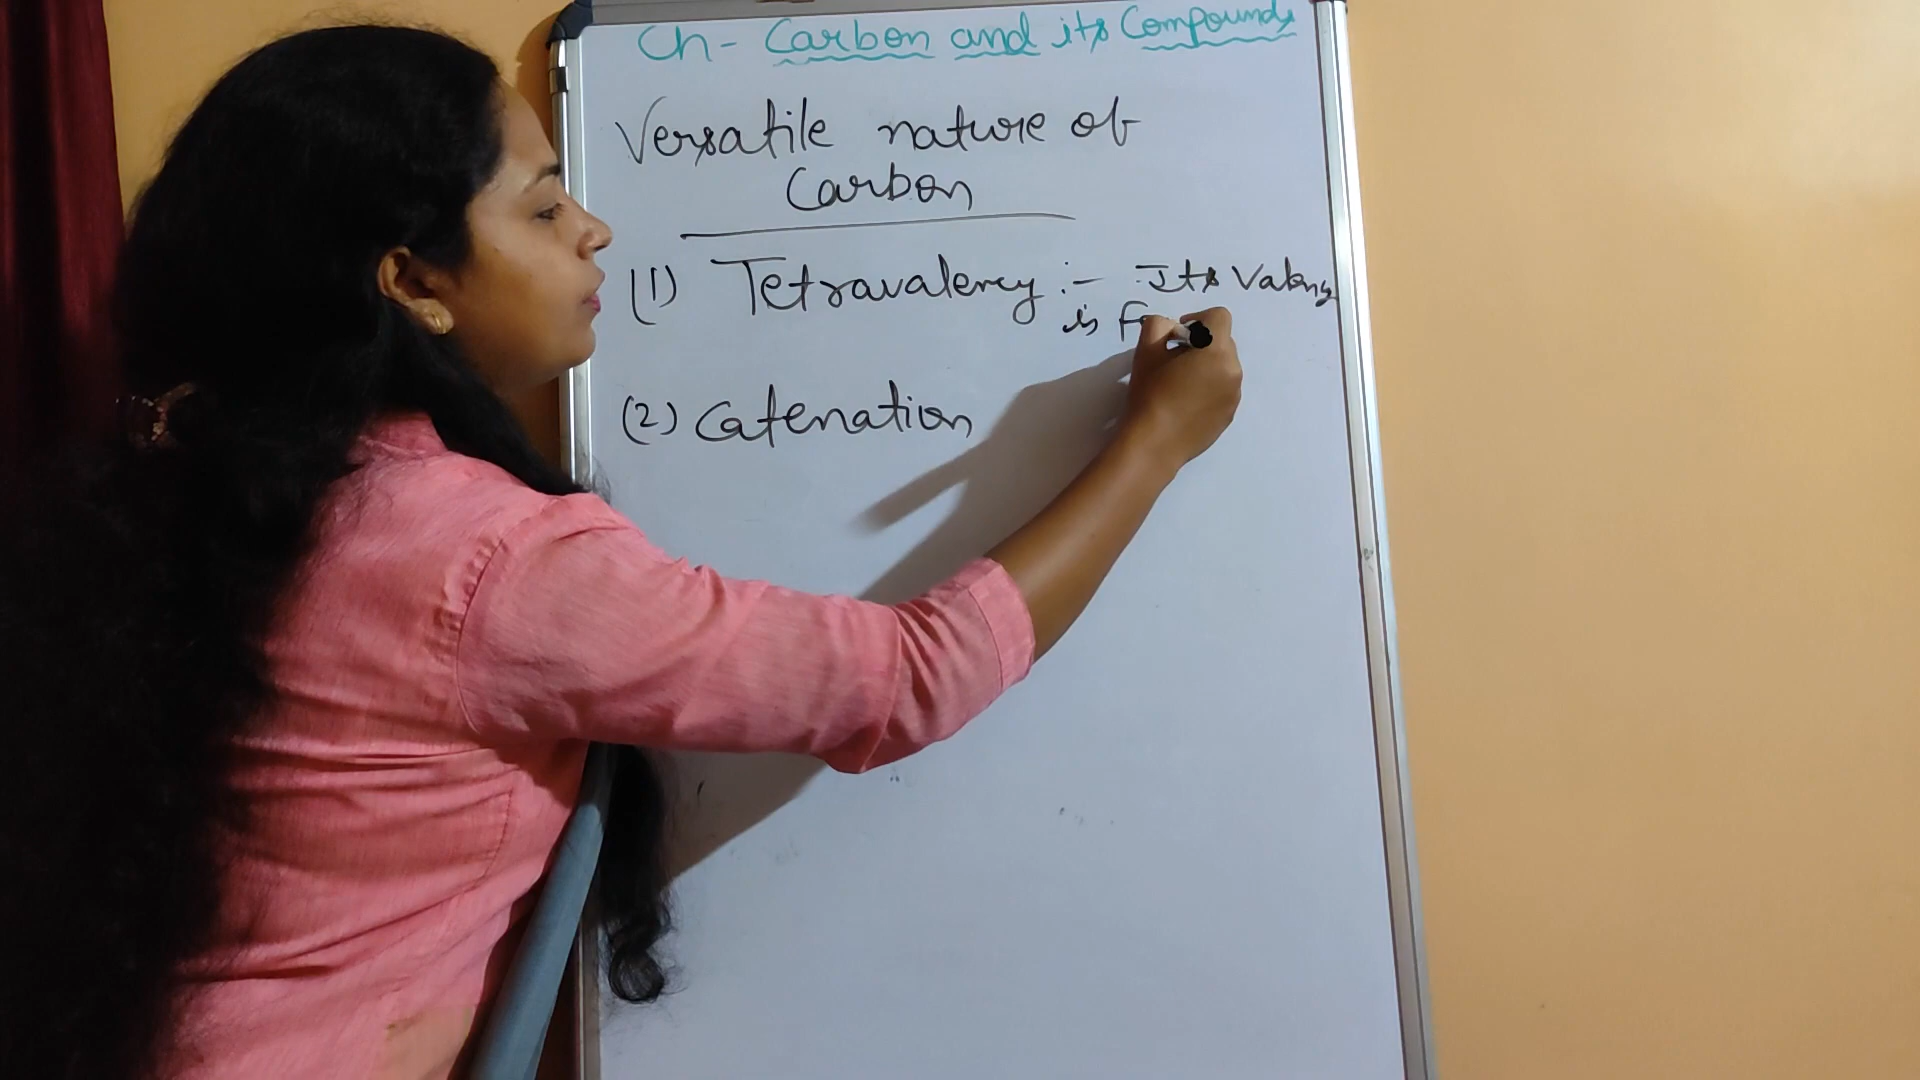 Ch- Carbon and its Compounds
Versatile nature of
Carbon
(1) Tetravalency :- Its Valency
is
(2) Catenation